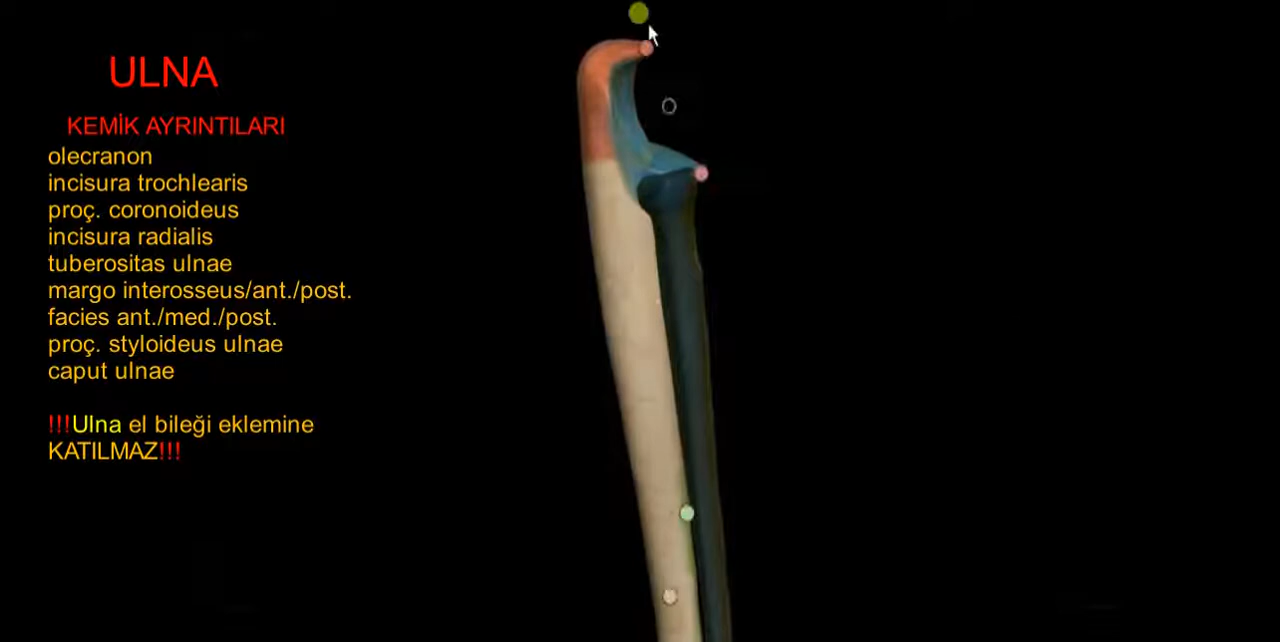 ULNA
KEMİK AYRINTILARI
olecranon
incisura trochlearis
proç. coronoideus
incisura radialis
tuberositas ulnae
margo interosseus/ant./post.
facies ant./med./post.
proç. styloideus ulnae
caput ulnae
!!!Ulna el bileği eklemine
KATILMAZ!!!